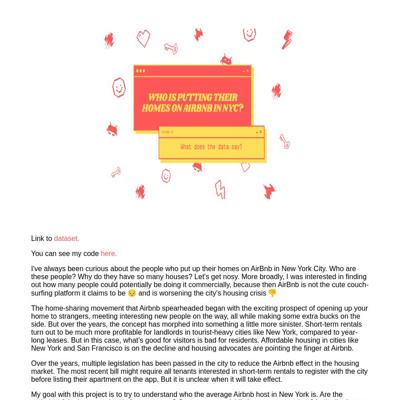 WHO IS PUTTING THEIR
HOMES ON AIRBNB IN NYC?
What does the data say?
Link to dataset.
You can see my code here.
I've always been curious about the people who put up their homes on AirBnb in New York City. Who are
these people? Why do they have so many houses? Let's get nosy. More broadly, I was interested in finding
out how many people could potentially be doing it commercially, because then AirBnb is not the cute couch-
surfing platform it claims to be 😔 and is worsening the city's housing crisis 👎
The home-sharing movement that Airbnb spearheaded began with the exciting prospect of opening up your
home to strangers, meeting interesting new people on the way, all while making some extra bucks on the
side. But over the years, the concept has morphed into something a little more sinister. Short-term rentals
turn out to be much more profitable for landlords in tourist-heavy cities like New York, compared to year-
long leases. But in this case, what's good for visitors is bad for residents. Affordable housing in cities like
New York and San Francisco is on the decline and housing advocates are pointing the finger at Airbnb.
Over the years, multiple legislation has been passed in the city to reduce the Airbnb effect in the housing
market. The most recent bill might require all tenants interested in short-term rentals to register with the city
before listing their apartment on the app. But it is unclear when it will take effect.
My goal with this project is to try to understand who the average Airbnb host in New York is. Are the